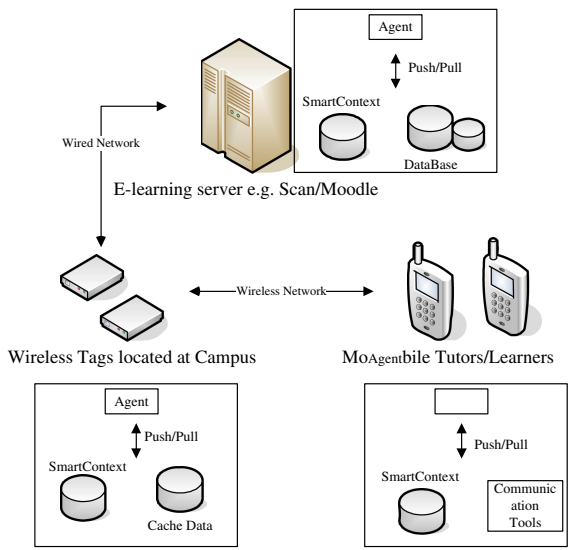 Agent
Push/Pull
SmartContext
DataBase
Wired Network
E-learning server e.g. Scan/Moodle
Wireless Network
Wireless Tags located at Campus
MoAgentbile Tutors/Learners
Agent
Push/Pull
SmartContext
Cache Data
Push/Pull
SmartContext
Communic
ation
Tools